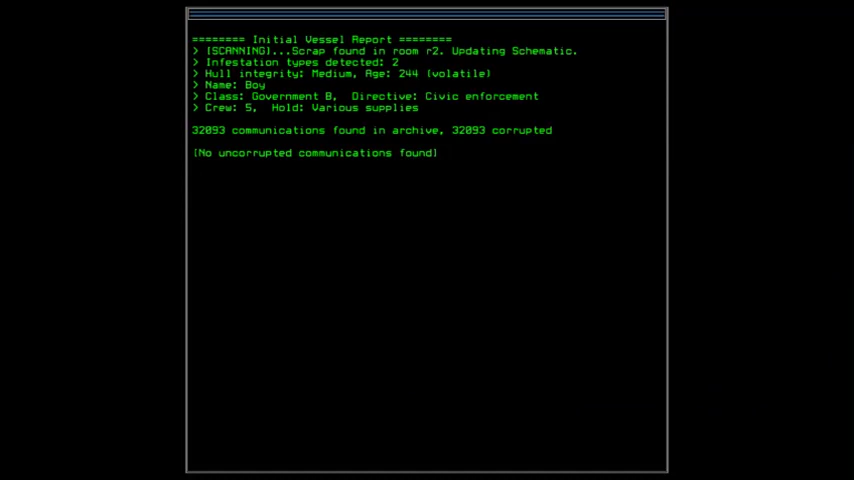 ======== Initial Vessel Report ========
> [SCANNING]...Scrap found in room r2. Updating Schematic.
> Infestation types detected: 2
> Hull integrity: Medium, Age: 244 (volatile)
> Name: Boy
> Class: Government B,  Directive: Civic enforcement
> Crew: 5,  Hold: Various supplies
32093 communications found in archive, 32093 corrupted
[No uncorrupted communications found]